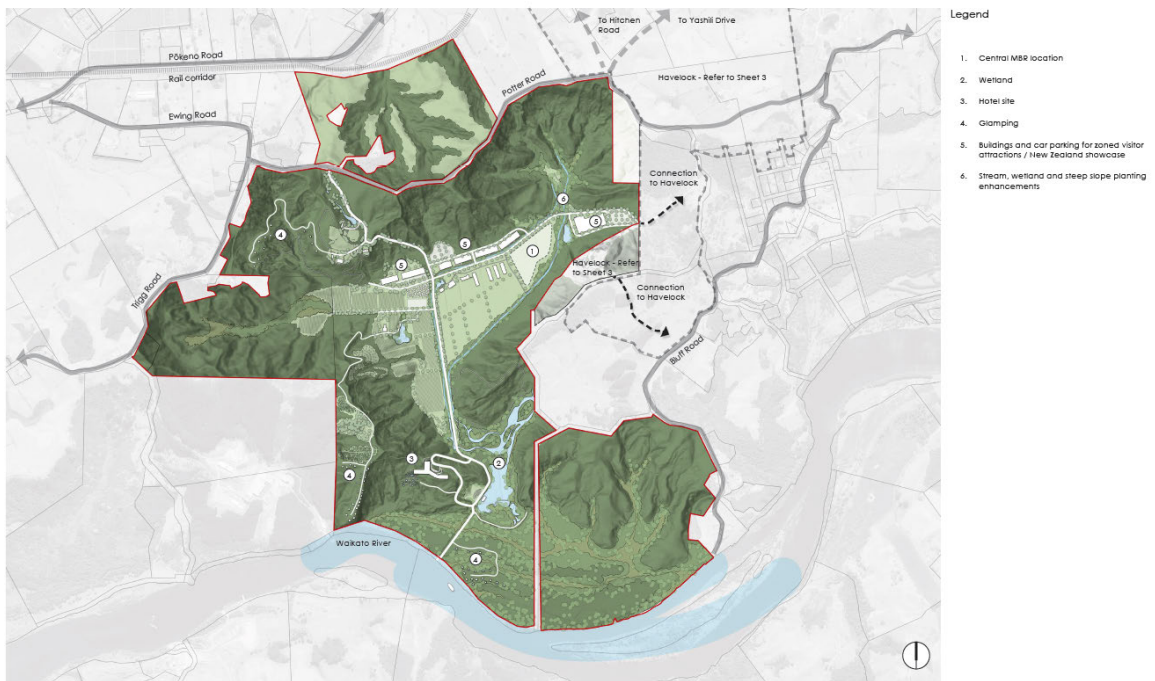 To Hitchen
Road
To Yashili Drive
Pōkeno Road
Rail corridor
Potter Road
Havelock - Refer to Sheet 3
Ewing Road
Connection
to Havelock
6
5
4
5
1
5
Havelock - Refer
to Sheet 3
Connection
to Havelock
Trigg Road
Bluff Road
3
2
4
Waikato River
4
Legend
1. Central MBR location
2. Wetland
3. Hotel site
4. Glamping
5. Buildings and car parking for zoned visitor
attractions / New Zealand showcase
6. Stream, wetland and steep slope planting
enhancements